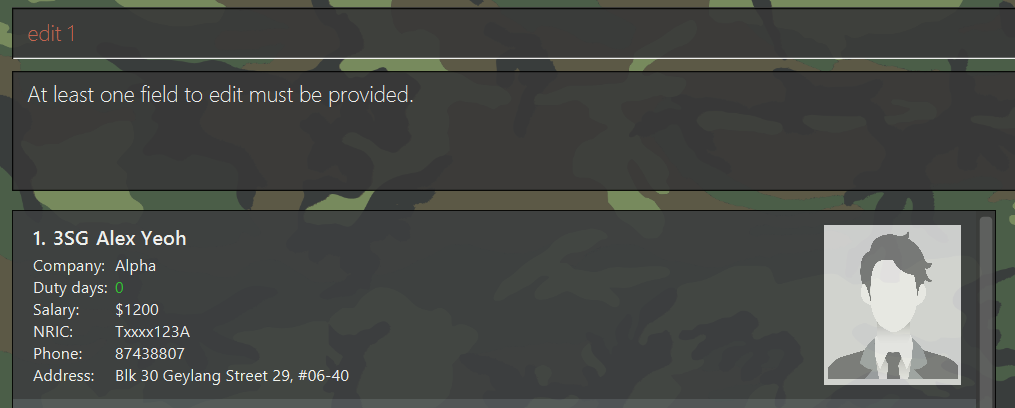 edit 1
At least one field to edit must be provided.
1. 3SG Alex Yeoh
Company: Alpha
Duty days: 0
Salary: $1200
NRIC: Txxxx123A
Phone: 87438807
Address: Blk 30 Geylang Street 29, #06-40